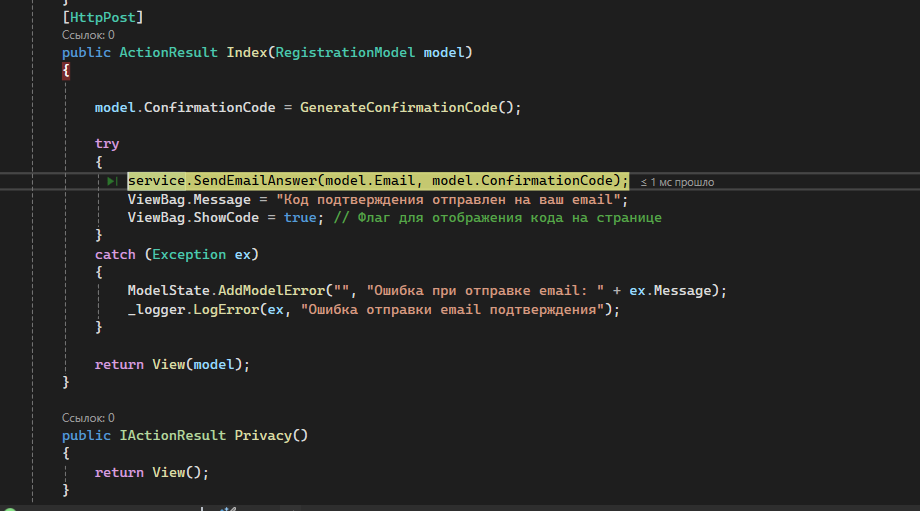 }
[HttpPost]
Ссылок: 0
public ActionResult Index(RegistrationModel model)
{
model.ConfirmationCode = GenerateConfirmationCode();
try
{
service.SendEmailAnswer(model.Email, model.ConfirmationCode); ≤ 1 мс прошло
ViewBag.Message = "Код подтверждения отправлен на ваш email";
ViewBag.ShowCode = true; // Флаг для отображения кода на странице
}
catch (Exception ex)
{
ModelState.AddModelError("", "Ошибка при отправке email: " + ex.Message);
_logger.LogError(ex, "Ошибка отправки email подтверждения");
}
return View(model);
}
Ссылок: 0
public IActionResult Privacy()
{
return View();
}